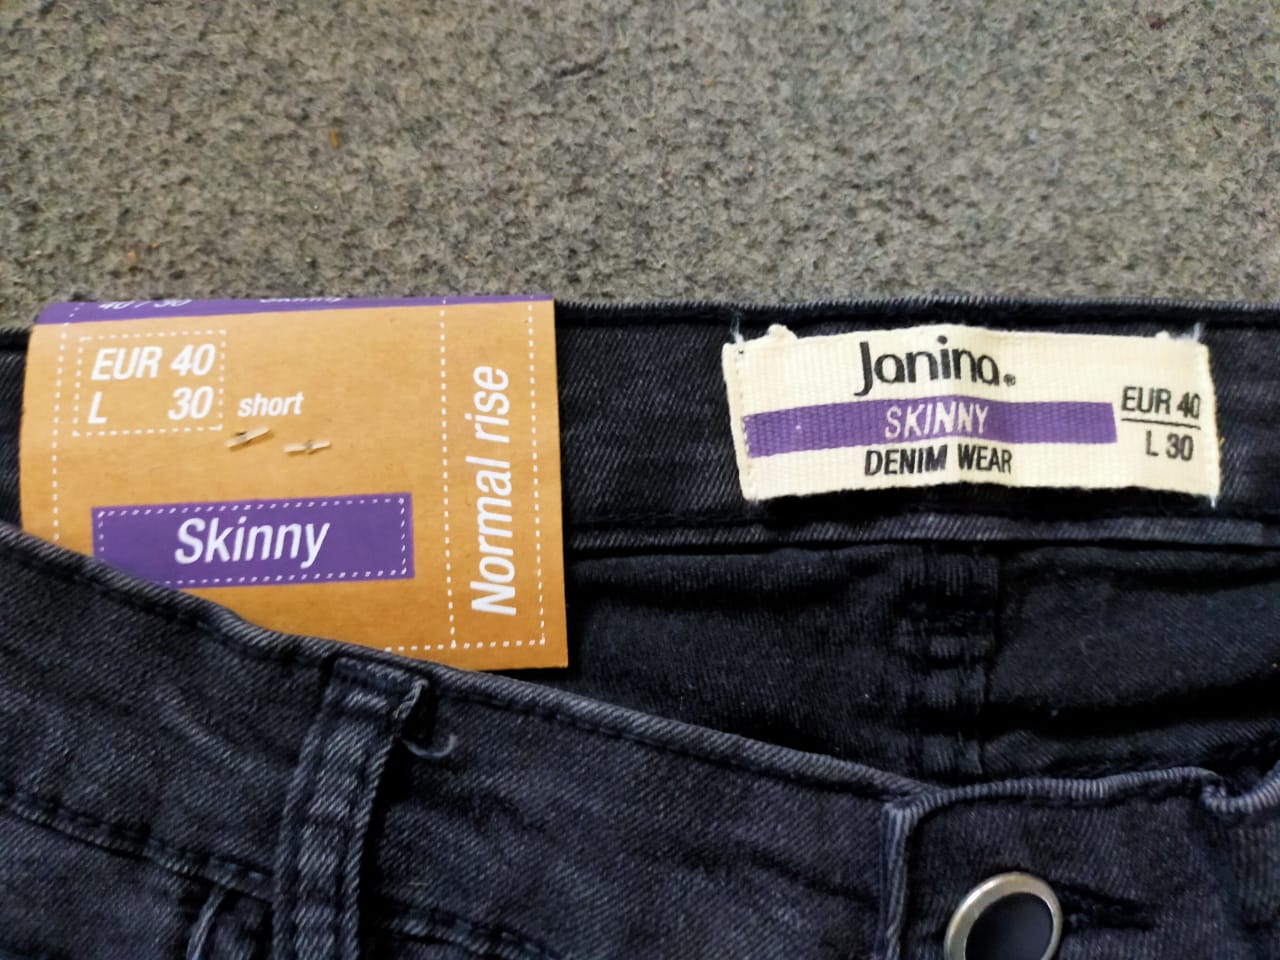 EUR 40
L 30 short
Skinny
Normal rise
Janina®
SKINNY
DENIM WEAR
EUR 40
L 30